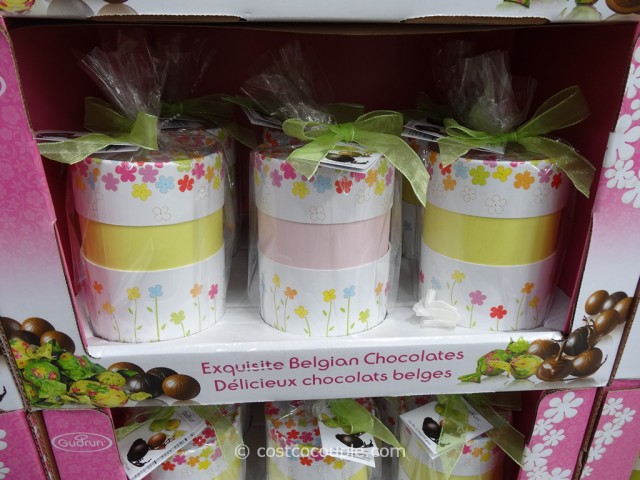 Exquisite Belgian Chocolates
Délicieux chocolats belges
Gudrun
© costcocouple.com